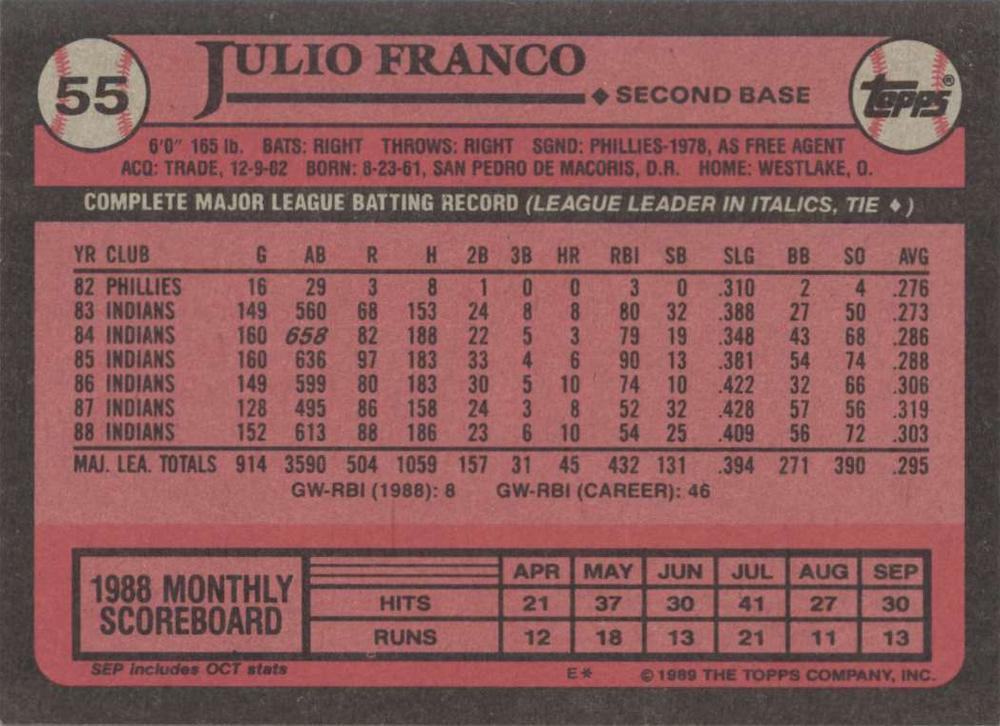 55
JULIO FRANCO
◆ SECOND BASE
Topps®
6'0" 165 lb. BATS: RIGHT THROWS: RIGHT SGND: PHILLIES-1978, AS FREE AGENT
ACQ: TRADE, 12-9-82 BORN: 8-23-61, SAN PEDRO DE MACORIS, D.R. HOME: WESTLAKE, O.
COMPLETE MAJOR LEAGUE BATTING RECORD (LEAGUE LEADER IN ITALICS, TIE ♦)
YR CLUB G AB R H 2B 3B HR RBI SB SLG BB SO AVG
82 PHILLIES 16 29 3 8 1 0 0 3 0 .310 2 4 .276
83 INDIANS 149 560 68 153 24 8 8 80 32 .388 27 50 .273
84 INDIANS 160 658 82 188 22 5 3 79 19 .348 43 68 .286
85 INDIANS 160 636 97 183 33 4 6 90 13 .381 54 74 .288
86 INDIANS 149 599 80 183 30 5 10 74 10 .422 32 66 .306
87 INDIANS 128 495 86 158 24 3 8 52 32 .428 57 56 .319
88 INDIANS 152 613 88 186 23 6 10 54 25 .409 56 72 .303
MAJ. LEA. TOTALS 914 3590 504 1059 157 31 45 432 131 .394 271 390 .295
GW-RBI (1988): 8 GW-RBI (CAREER): 46
1988 MONTHLY
SCOREBOARD
APR MAY JUN JUL AUG SEP
HITS 21 37 30 41 27 30
RUNS 12 18 13 21 11 13
SEP includes OCT stats
E* © 1989 THE TOPPS COMPANY, INC.